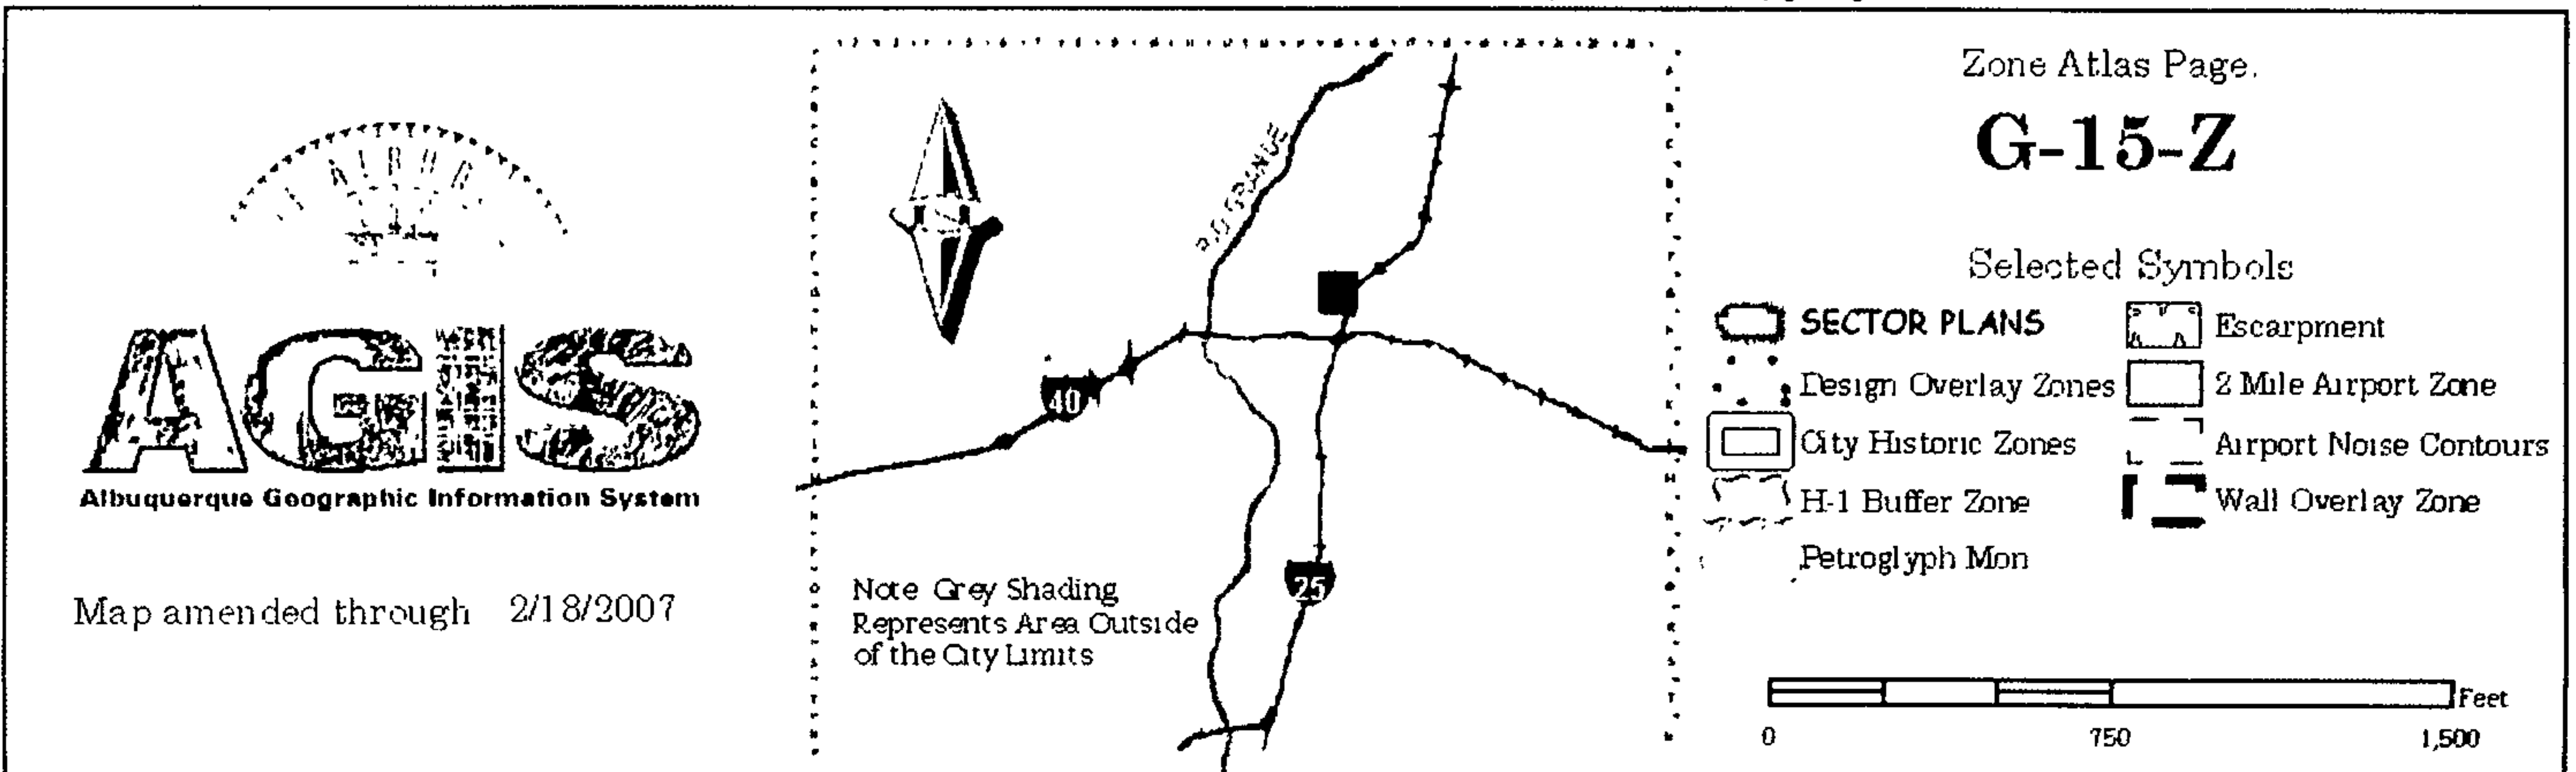 AGIS
Albuquerque Geographic Information System
Map amended through 2/18/2007
RIO GRANDE
40
25
Note Grey Shading
Represents Area Outside
of the City Limits
Zone Atlas Page.
G-15-Z
Selected Symbols
SECTOR PLANS
Design Overlay Zones
City Historic Zones
H-1 Buffer Zone
Petroglyph Mon
Escarpment
2 Mile Airport Zone
Airport Noise Contours
Wall Overlay Zone
Feet
0 750 1,500